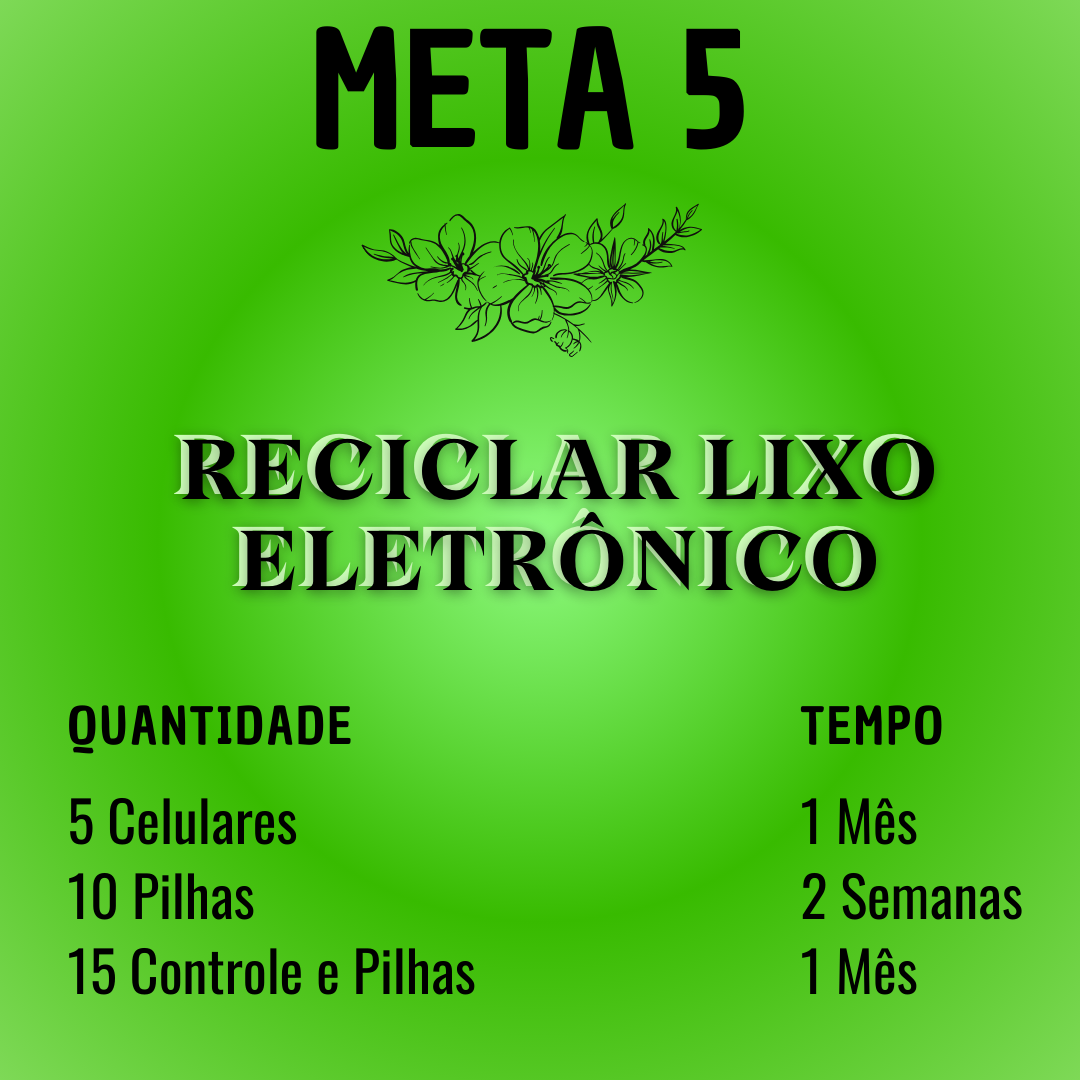 META 5
RECICLAR LIXO
ELETRÔNICO
QUANTIDADE TEMPO
5 Celulares 1 Mês
10 Pilhas 2 Semanas
15 Controle e Pilhas 1 Mês